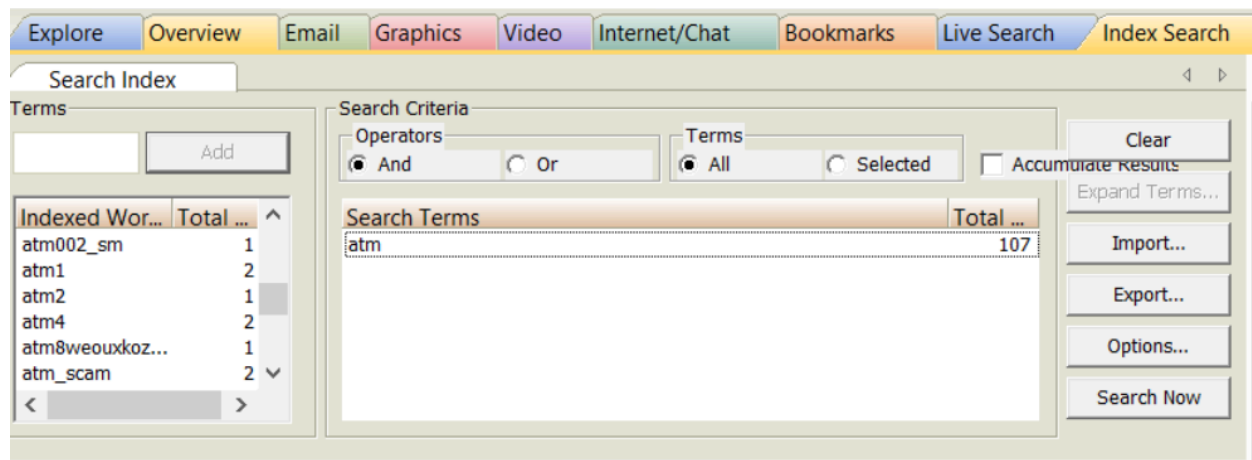 Explore Overview Email Graphics Video Internet/Chat Bookmarks Live Search Index Search
Search Index
Terms
Add
Indexed Wor... Total ...
atm002_sm 1
atm1 2
atm2 1
atm4 2
atm8weouxkoz... 1
atm_scam 2
Search Criteria
Operators
And Or
Terms
All Selected
Accumulate Results
Search Terms Total ...
atm 107
Clear
Expand Terms...
Import...
Export...
Options...
Search Now